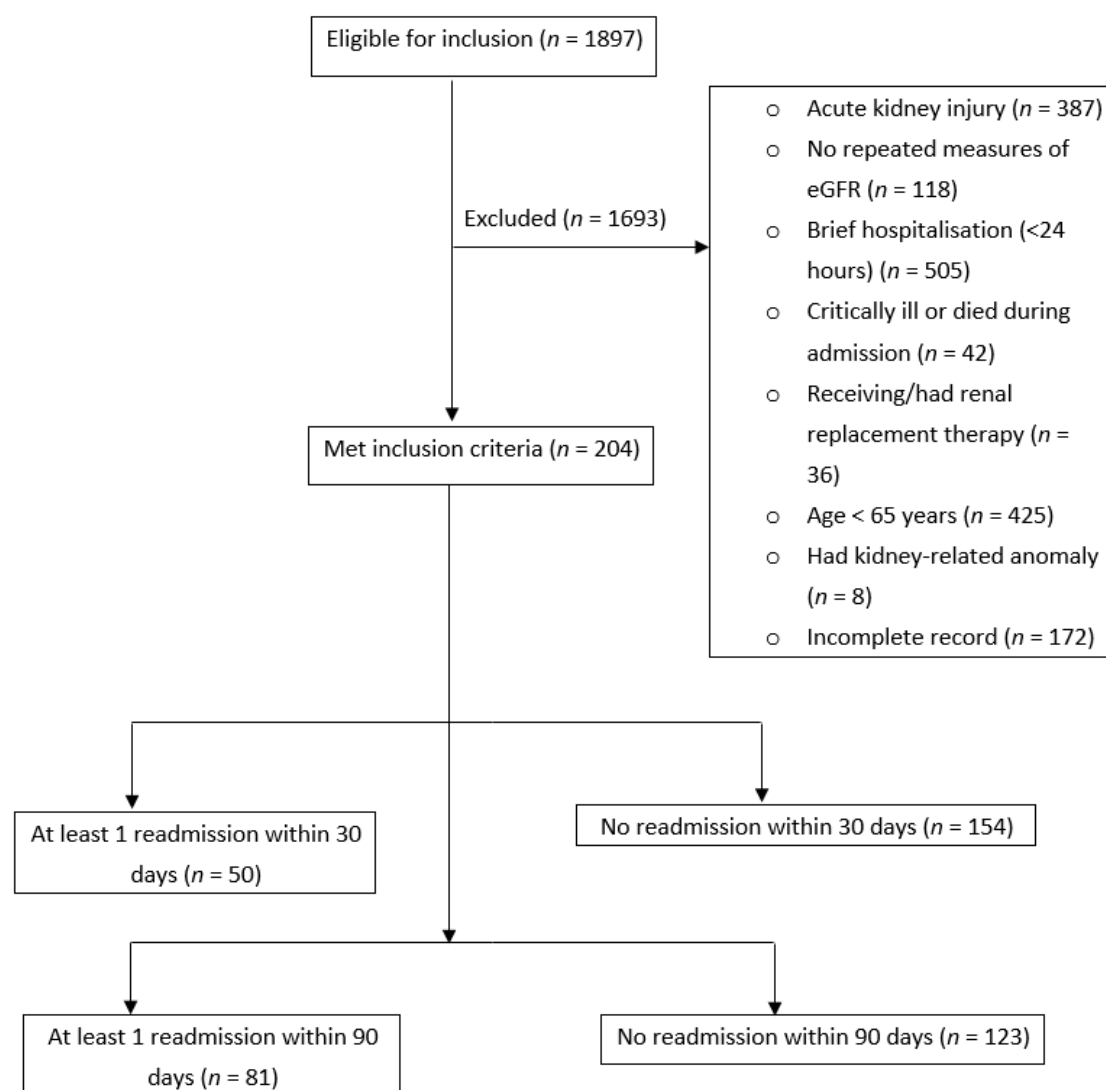 Eligible for inclusion (n = 1897)
Excluded (n = 1693)
o Acute kidney injury (n = 387)
o No repeated measures of
eGFR (n = 118)
o Brief hospitalisation (<24
hours) (n = 505)
o Critically ill or died during
admission (n = 42)
o Receiving/had renal
replacement therapy (n =
36)
o Age < 65 years (n = 425)
o Had kidney-related anomaly
(n = 8)
o Incomplete record (n = 172)
Met inclusion criteria (n = 204)
At least 1 readmission within 30
days (n = 50)
No readmission within 30 days (n = 154)
At least 1 readmission within 90
days (n = 81)
No readmission within 90 days (n = 123)